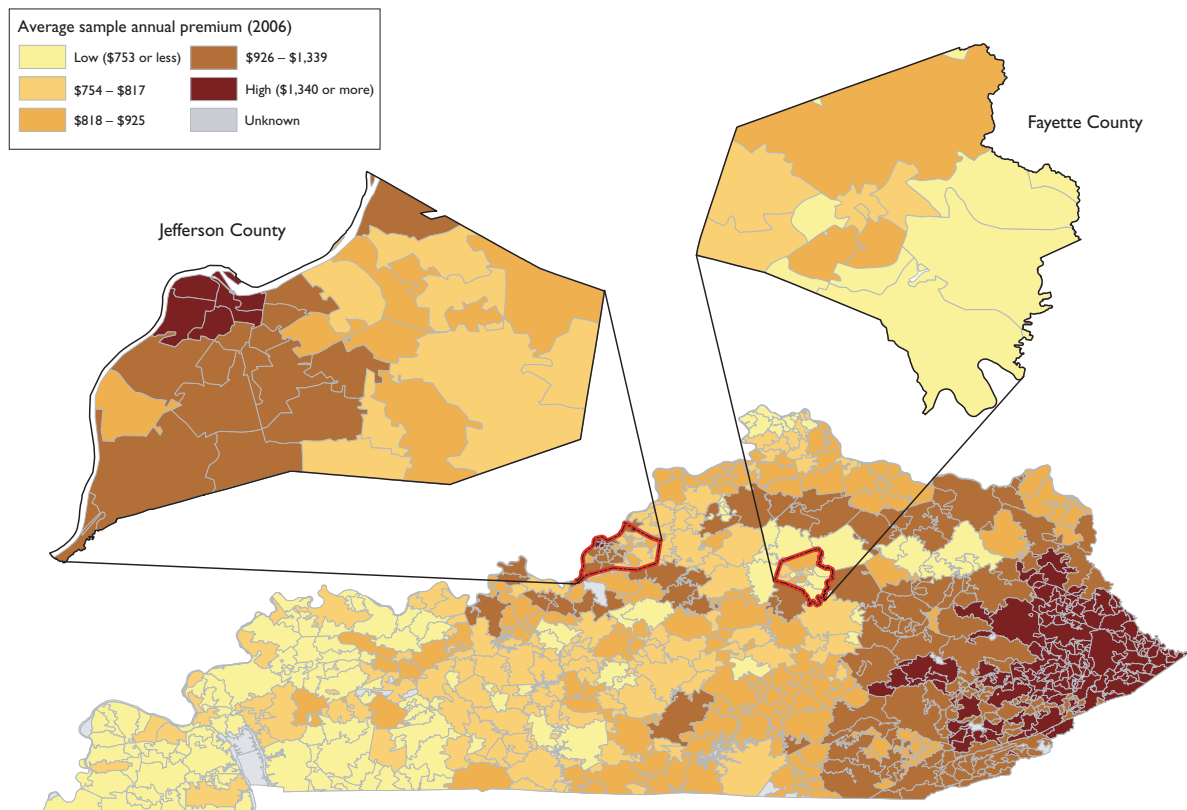 Average sample annual premium (2006)
Low ($753 or less)
$754 – $817
$818 – $925
$926 – $1,339
High ($1,340 or more)
Unknown
Fayette County
Jefferson County